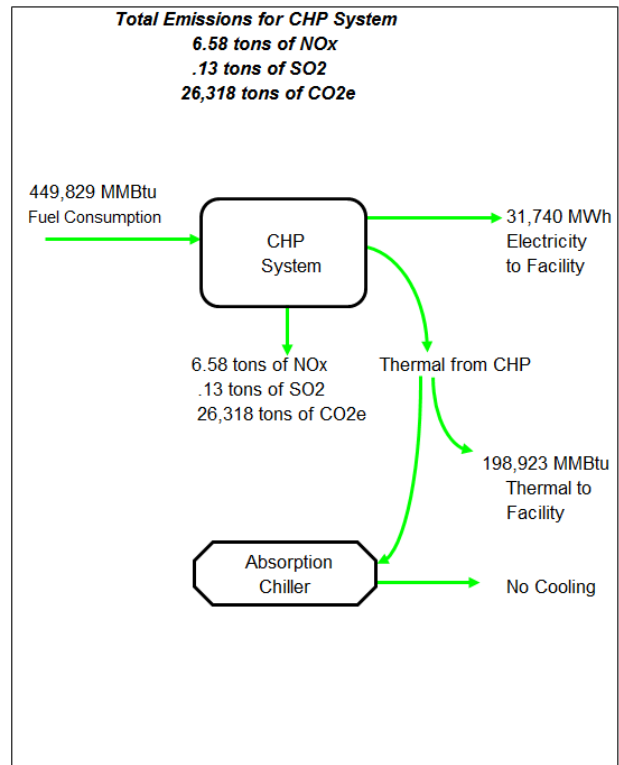 Total Emissions for CHP System
6.58 tons of NOx
.13 tons of SO2
26,318 tons of CO2e
449,829 MMBtu
Fuel Consumption
CHP
System
31,740 MWh
Electricity
to Facility
6.58 tons of NOx
.13 tons of SO2
26,318 tons of CO2e
Thermal from CHP
198,923 MMBtu
Thermal to
Facility
Absorption
Chiller
No Cooling